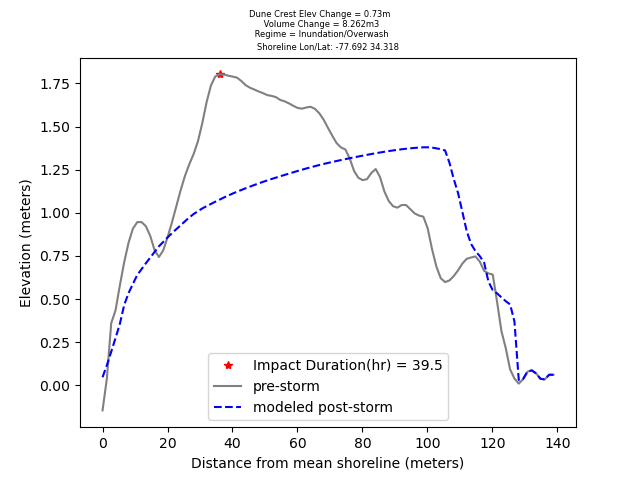 Dune Crest Elev Change = 0.73m
Volume Change = 8.262m3
Regime = Inundation/Overwash
Shoreline Lon/Lat: -77.692 34.318
1.75
1.50
1.25
1.00
0.75
0.50
0.25
0.00
Elevation (meters)
Impact Duration(hr) = 39.5
pre-storm
modeled post-storm
0 20 40 60 80 100 120 140
Distance from mean shoreline (meters)